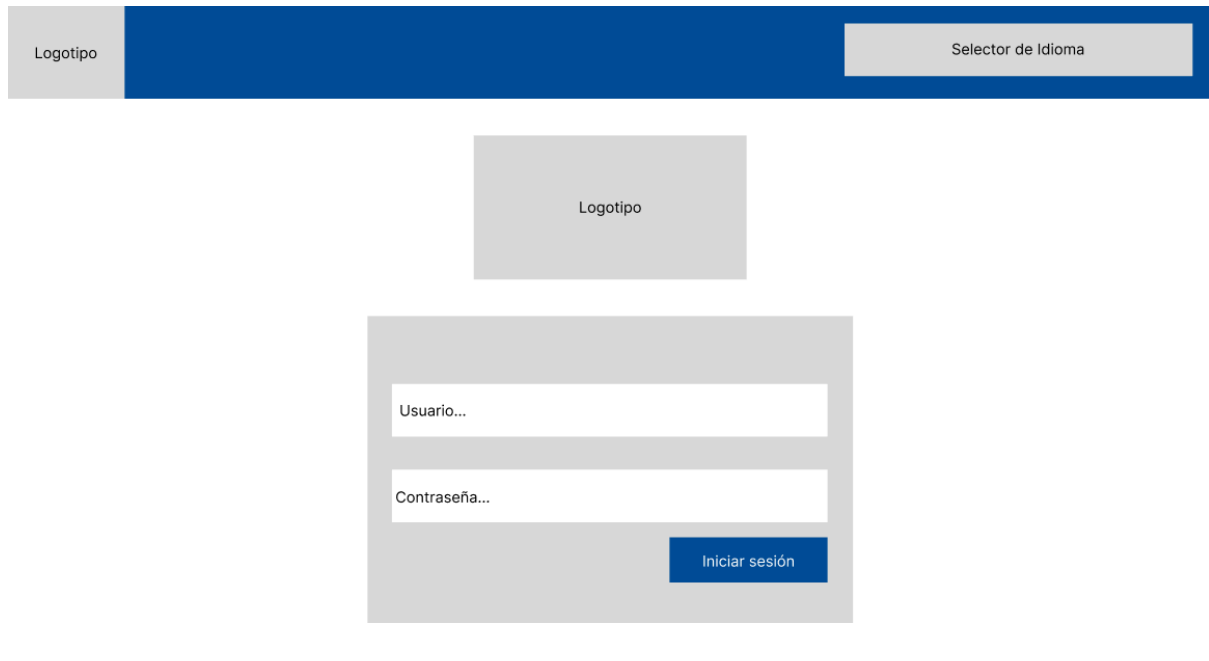 Logotipo
Selector de Idioma
Logotipo
Usuario...
Contraseña...
Iniciar sesión